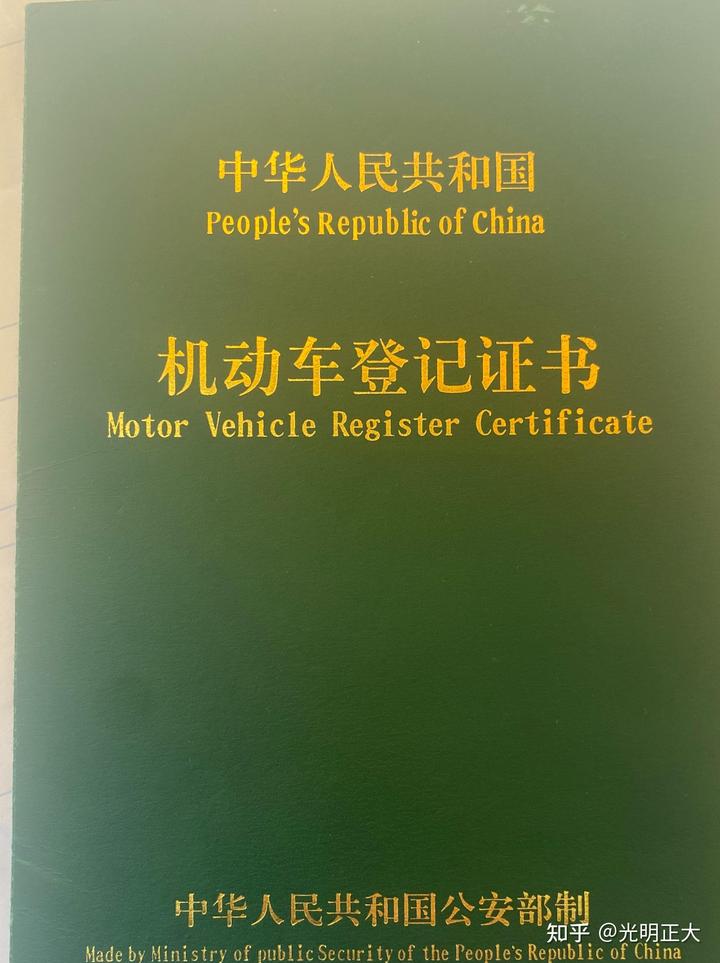 中华人民共和国
People's Republic of China
机动车登记证书
Motor Vehicle Register Certificate
中华人民共和国公安部制
Made by Ministry of public Security of the People's Republic of China
知乎 @光明正大